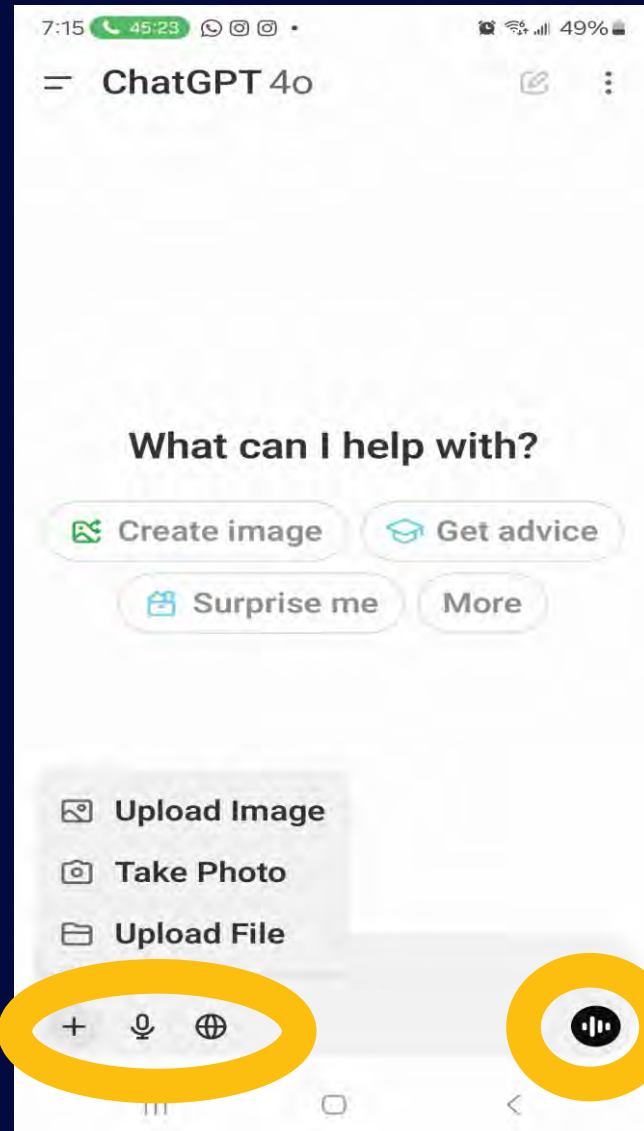 7:15 45:23 49%
ChatGPT 4o
What can I help with?
Create image Get advice
Surprise me More
Upload Image
Take Photo
Upload File